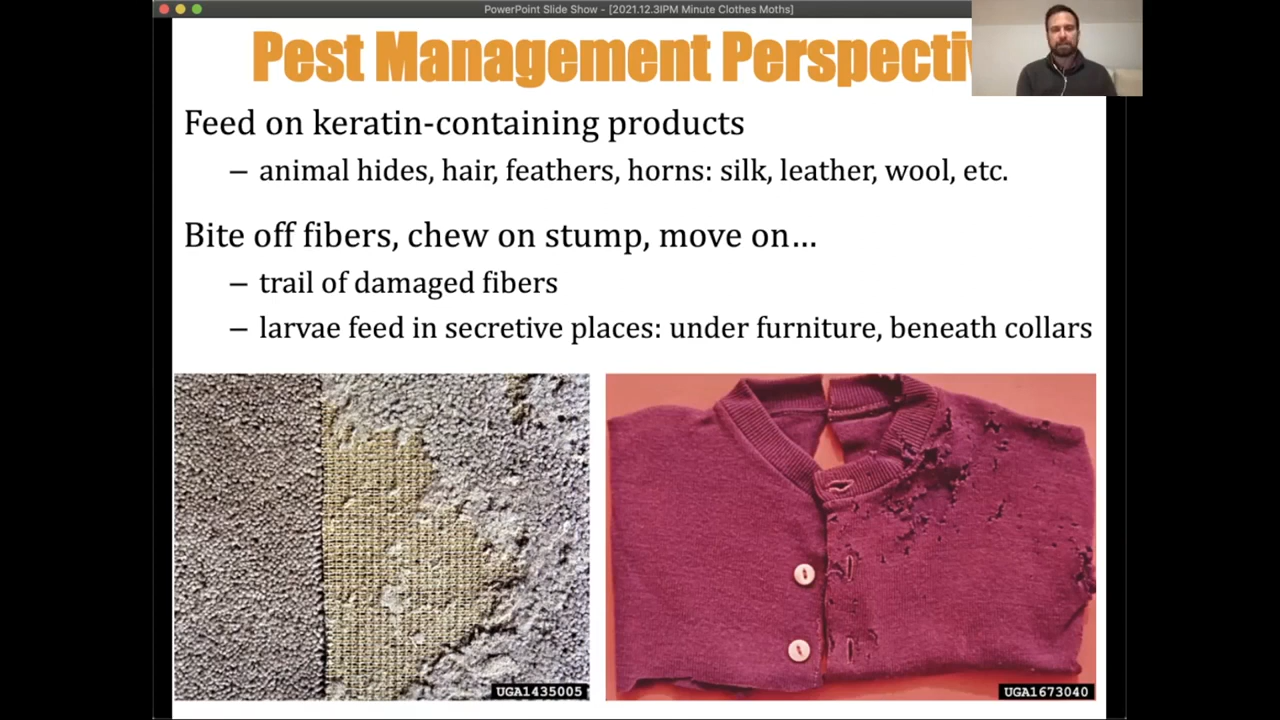 PowerPoint Slide Show - [2021.12.3IPM Minute Clothes Moths]
Pest Management Perspecti
Feed on keratin-containing products
– animal hides, hair, feathers, horns: silk, leather, wool, etc.
Bite off fibers, chew on stump, move on...
– trail of damaged fibers
– larvae feed in secretive places: under furniture, beneath collars
UGA1435005
UGA1673040